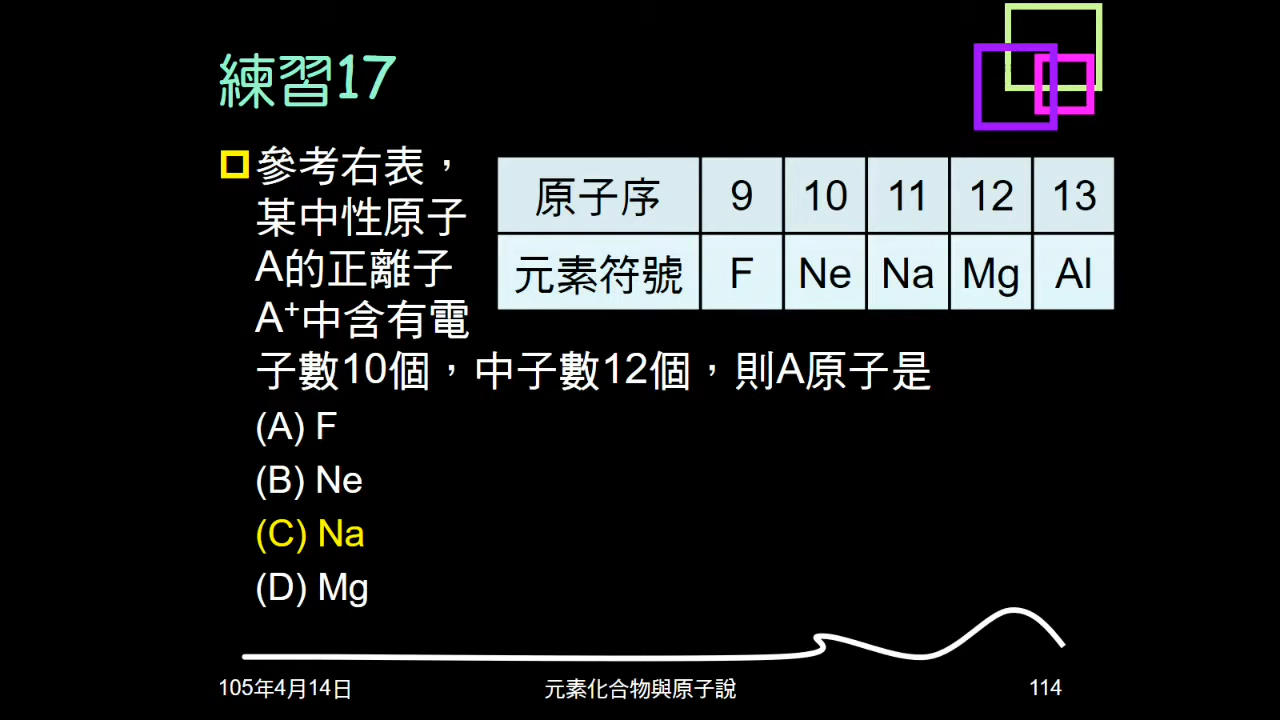 練習17
參考右表，
某中性原子
A的正離子
A⁺中含有電
子數10個，中子數12個，則A原子是
(A) F
(B) Ne
(C) Na
(D) Mg
原子序 9 10 11 12 13
元素符號 F Ne Na Mg Al
105年4月14日 元素化合物與原子說 114